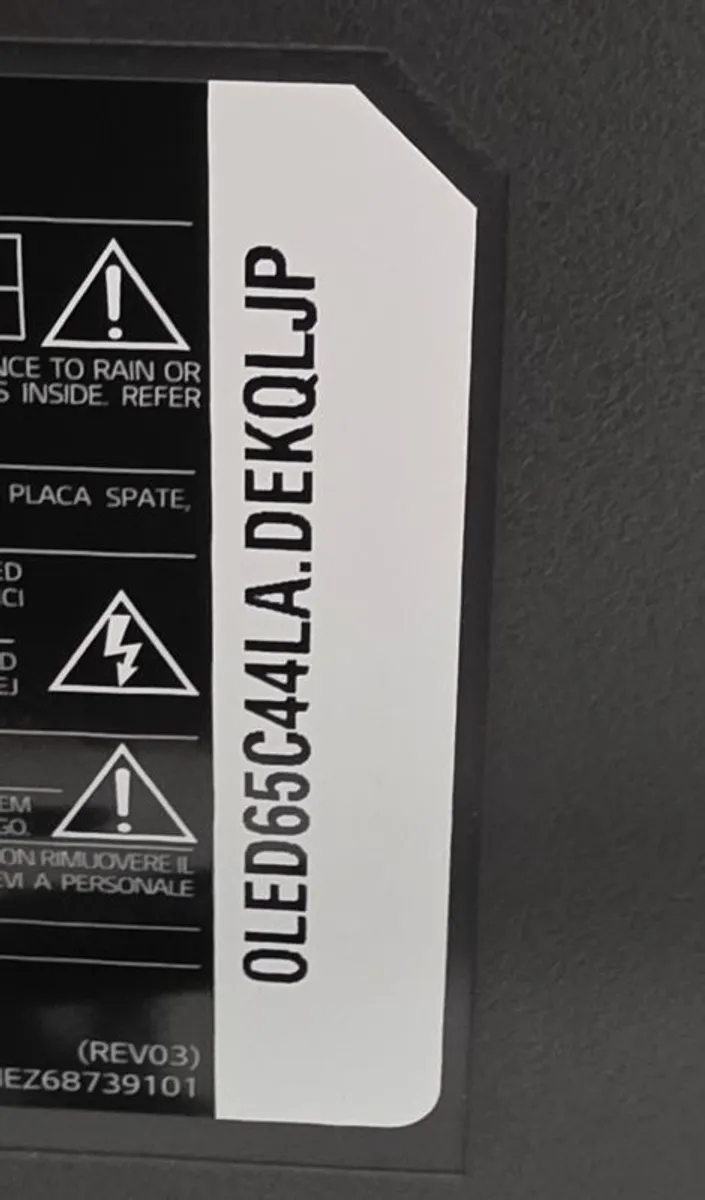 NCE TO RAIN OR
S INSIDE. REFER
PLACA SPATE,
ED
CI
D
EJ
EM
GO.
ON RIMUOVERE IL
EVI A PERSONALE
(REV03)
MEZ68739101
OLED65C44LA.DEKQLJP